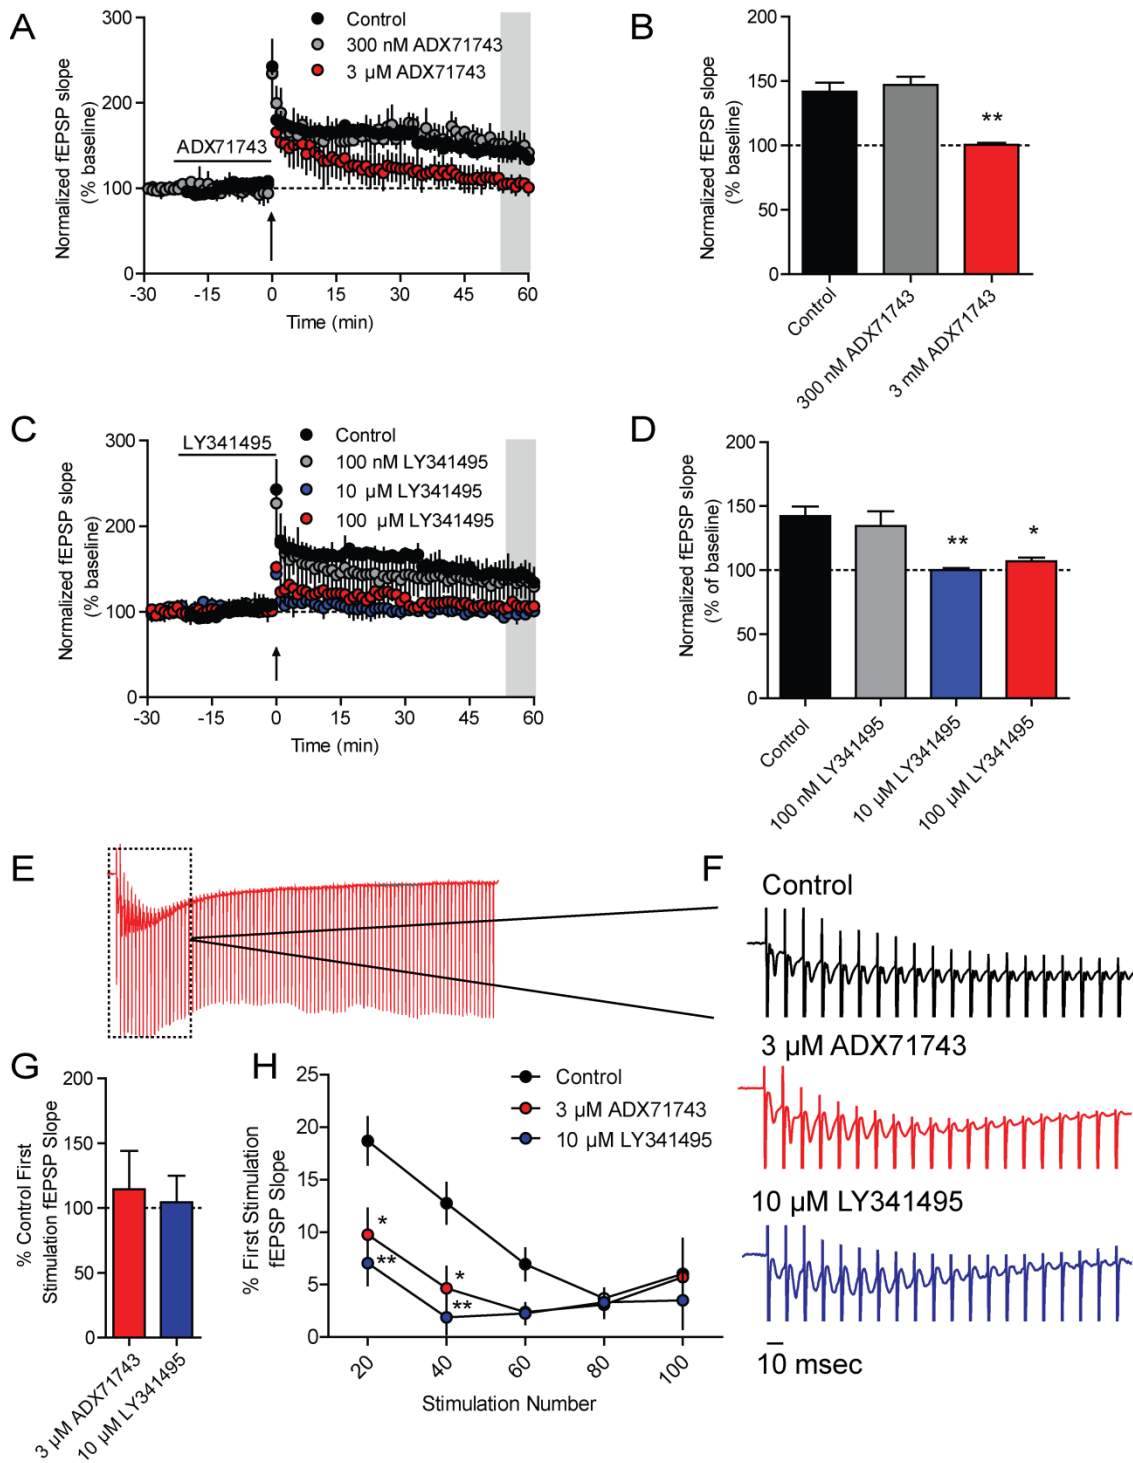 A
Control
300 nM ADX71743
3 µM ADX71743
ADX71743
Normalized fEPSP slope
(% baseline)
300
200
100
0
-30
-15
0
15
30
45
60
Time (min)
B
Normalized fEPSP slope
(% baseline)
200
150
100
50
0
**
Control
300 nM ADX71743
3 mM ADX71743
C
Control
100 nM LY341495
10 µM LY341495
100 µM LY341495
LY341495
Normalized fEPSP slope
(% baseline)
300
200
100
0
-30
-15
0
15
30
45
60
Time (min)
D
Normalized fEPSP slope
(% of baseline)
200
150
100
50
0
**
*
Control
100 nM LY341495
10 µM LY341495
100 µM LY341495
E
F
Control
3 µM ADX71743
10 µM LY341495
10 msec
G
% Control First
Stimulation fEPSP Slope
200
150
100
50
0
3 µM ADX71743
10 µM LY341495
H
Control
3 µM ADX71743
10 µM LY341495
% First Stimulation
fEPSP Slope
25
20
15
10
5
0
*
**
*
**
20
40
60
80
100
Stimulation Number